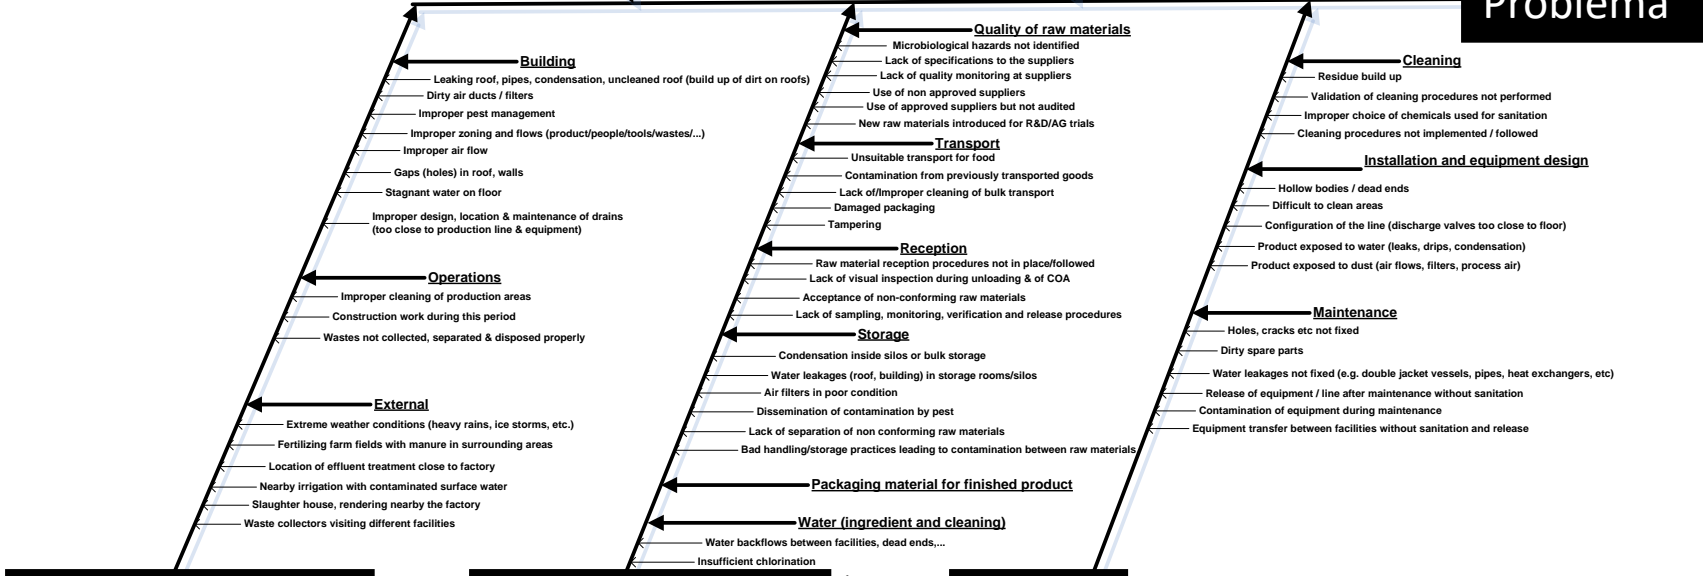 Problema
Building
Leaking roof, pipes, condensation, uncleaned roof (build up of dirt on roofs)
Dirty air ducts / filters
Improper pest management
Improper zoning and flows (product/people/tools/wastes/...)
Improper air flow
Gaps (holes) in roof, walls
Stagnant water on floor
Improper design, location & maintenance of drains
(too close to production line & equipment)
Operations
Improper cleaning of production areas
Construction work during this period
Wastes not collected, separated & disposed properly
External
Extreme weather conditions (heavy rains, ice storms, etc.)
Fertilizing farm fields with manure in surrounding areas
Location of effluent treatment close to factory
Nearby irrigation with contaminated surface water
Slaughter house, rendering nearby the factory
Waste collectors visiting different facilities
Quality of raw materials
Microbiological hazards not identified
Lack of specifications to the suppliers
Lack of quality monitoring at suppliers
Use of non approved suppliers
Use of approved suppliers but not audited
New raw materials introduced for R&D/AG trials
Transport
Unsuitable transport for food
Contamination from previously transported goods
Lack of/Improper cleaning of bulk transport
Damaged packaging
Tampering
Reception
Raw material reception procedures not in place/followed
Lack of visual inspection during unloading & of COA
Acceptance of non-conforming raw materials
Lack of sampling, monitoring, verification and release procedures
Storage
Condensation inside silos or bulk storage
Water leakages (roof, building) in storage rooms/silos
Air filters in poor condition
Dissemination of contamination by pest
Lack of separation of non conforming raw materials
Bad handling/storage practices leading to contamination between raw materials
Packaging material for finished product
Water (ingredient and cleaning)
Water backflows between facilities, dead ends,...
Insufficient chlorination
Cleaning
Residue build up
Validation of cleaning procedures not performed
Improper choice of chemicals used for sanitation
Cleaning procedures not implemented / followed
Installation and equipment design
Hollow bodies / dead ends
Difficult to clean areas
Configuration of the line (discharge valves too close to floor)
Product exposed to water (leaks, drips, condensation)
Product exposed to dust (air flows, filters, process air)
Maintenance
Holes, cracks etc not fixed
Dirty spare parts
Water leakages not fixed (e.g. double jacket vessels, pipes, heat exchangers, etc)
Release of equipment / line after maintenance without sanitation
Contamination of equipment during maintenance
Equipment transfer between facilities without sanitation and release